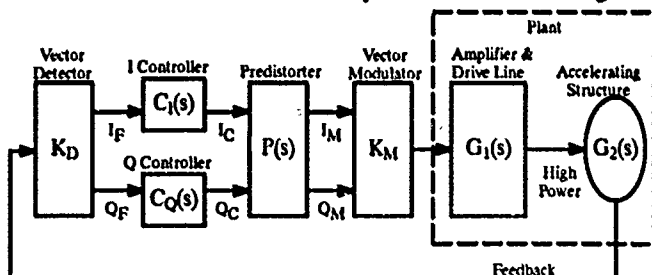 Plant
Vector
Detector
I Controller
Predistorter
Vector
Modulator
Amplifier &
Drive Line
Accelerating
Structure
K_D
I_F
C_I(s)
I_C
P(s)
I_M
K_M
G_1(s)
High
Power
G_2(s)
Q Controller
Q_F
C_Q(s)
Q_C
Q_M
Feedback